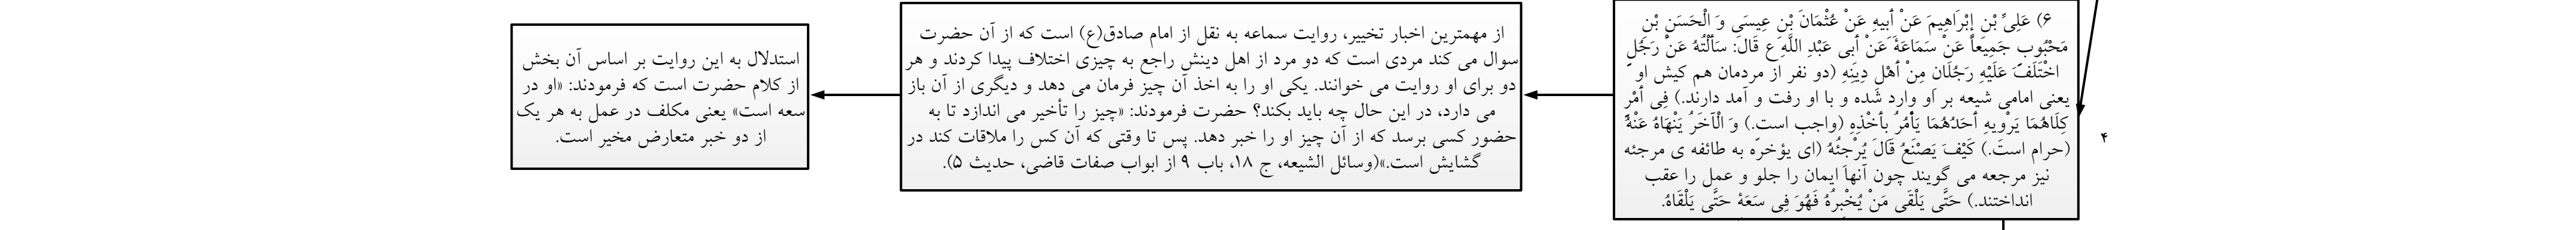 ۶) عَلِیِّ بْنِ إِبْرَاهِیمَ عَنْ أَبِیهِ عَنْ عُثْمَانَ بْنِ عِیسَی وَ الْحَسَنِ بْنِ
مَحْبُوبٍ جَمِیعاً عَنْ سَمَاعَةَ عَنْ أَبِی عَبْدِ اللَّهِ ع قَالَ: سَأَلْتُهُ عَنْ رَجُلٍ
اخْتَلَفَ عَلَیْهِ رَجُلَانِ مِنْ أَهْلِ دِینِهِ (دو نفر از مردمان هم کیش او
یعنی امامی شیعه بر او وارد شده و با او رفت و آمد دارند.) فِی أَمْرٍ
کِلَاهُمَا یَرْوِیهِ أَحَدُهُمَا یَأْمُرُ بِأَخْذِهِ (واجب است.) وَ الْآخَرُ یَنْهَاهُ عَنْهُ
(حرام است.) کَیْفَ یَصْنَعُ قَالَ یُرْجِئُهُ (ای یؤخره به طائفه ی مرجئه
نیز مرجعه می گویند چون آنها ایمان را جلو و عمل را عقب
انداختند.) حَتَّی یَلْقَی مَنْ یُخْبِرُهُ فَهُوَ فِی سَعَةٍ حَتَّی یَلْقَاهُ.
۴
از مهمترین اخبار تخییر، روایت سماعه به نقل از امام صادق(ع) است که از آن حضرت
سوال می کند مردی است که دو مرد از اهل دینش راجع به چیزی اختلاف پیدا کردند و هر
دو برای او روایت می خوانند. یکی او را به اخذ آن چیز فرمان می دهد و دیگری از آن باز
می دارد، در این حال چه باید بکند؟ حضرت فرمودند: «چیز را تأخیر می اندازد تا به
حضور کسی برسد که از آن چیز او را خبر دهد. پس تا وقتی که آن کس را ملاقات کند در
گشایش است.»(وسائل الشیعه، ج ۱۸، باب ۹ از ابواب صفات قاضی، حدیث ۵).
استدلال به این روایت بر اساس آن بخش
از کلام حضرت است که فرمودند: «او در
سعه است» یعنی مکلف در عمل به هر یک
از دو خبر متعارض مخیر است.